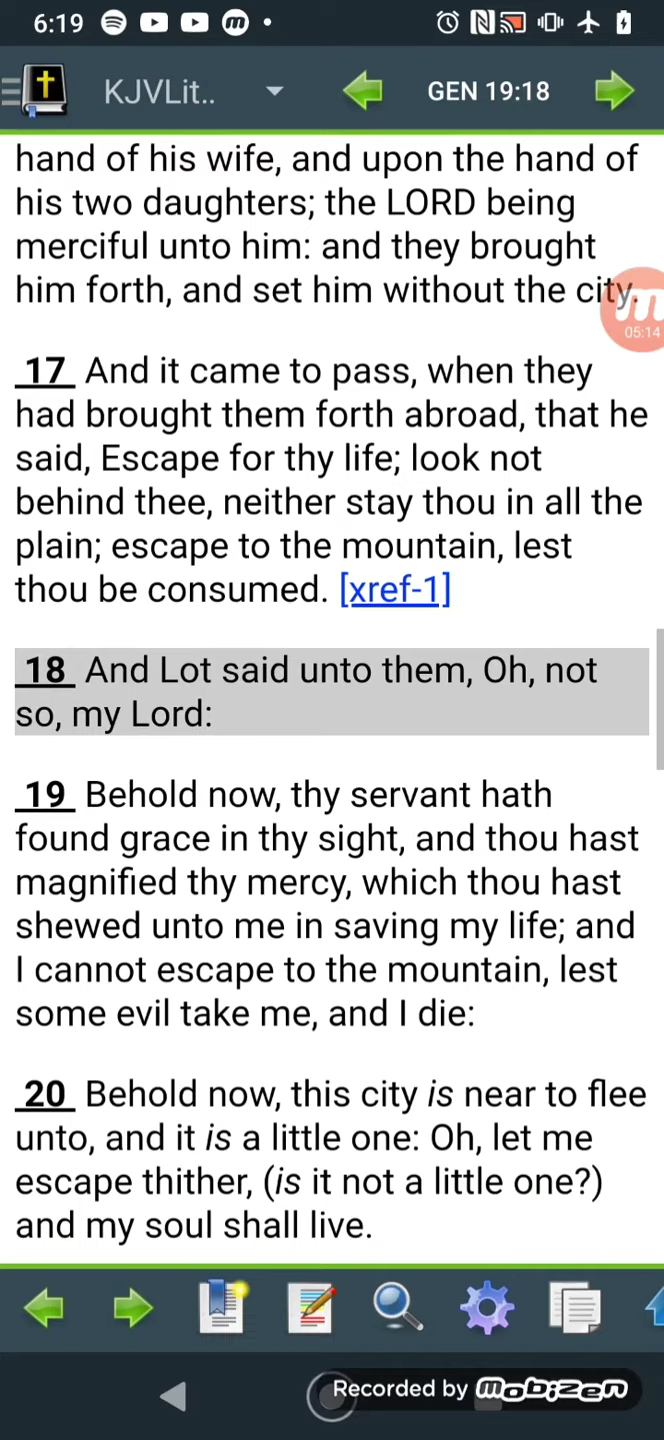 6:19
KJVLit..
GEN 19:18
hand of his wife, and upon the hand of
his two daughters; the LORD being
merciful unto him: and they brought
him forth, and set him without the city.
m
05:14
17 And it came to pass, when they
had brought them forth abroad, that he
said, Escape for thy life; look not
behind thee, neither stay thou in all the
plain; escape to the mountain, lest
thou be consumed. [xref-1]
18 And Lot said unto them, Oh, not
so, my Lord:
19 Behold now, thy servant hath
found grace in thy sight, and thou hast
magnified thy mercy, which thou hast
shewed unto me in saving my life; and
I cannot escape to the mountain, lest
some evil take me, and I die:
20 Behold now, this city is near to flee
unto, and it is a little one: Oh, let me
escape thither, (is it not a little one?)
and my soul shall live.
Recorded by mobizen